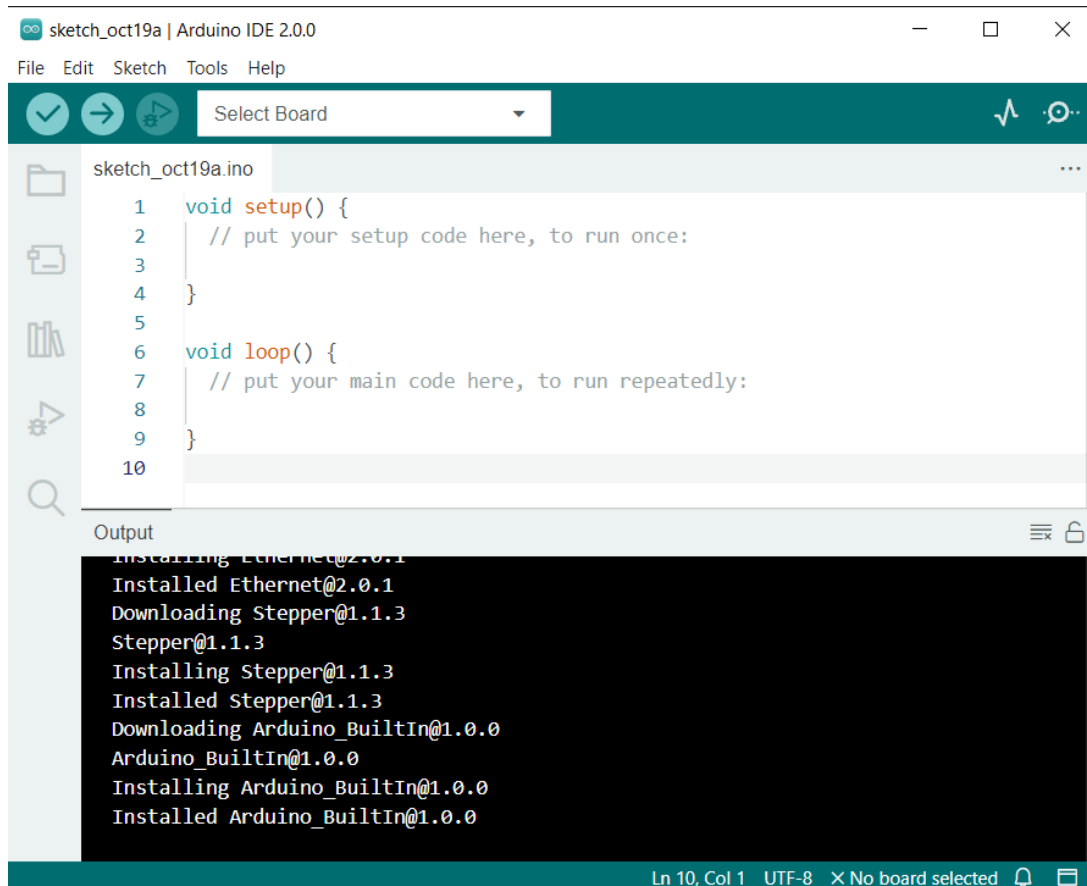 sketch_oct19a | Arduino IDE 2.0.0
File Edit Sketch Tools Help
Select Board
sketch_oct19a.ino
1 void setup() {
2 // put your setup code here, to run once:
3
4 }
5
6 void loop() {
7 // put your main code here, to run repeatedly:
8
9 }
10
Output
Installing Ethernet@2.0.1
Installed Ethernet@2.0.1
Downloading Stepper@1.1.3
Stepper@1.1.3
Installing Stepper@1.1.3
Installed Stepper@1.1.3
Downloading Arduino_BuiltIn@1.0.0
Arduino_BuiltIn@1.0.0
Installing Arduino_BuiltIn@1.0.0
Installed Arduino_BuiltIn@1.0.0
Ln 10, Col 1 UTF-8 × No board selected